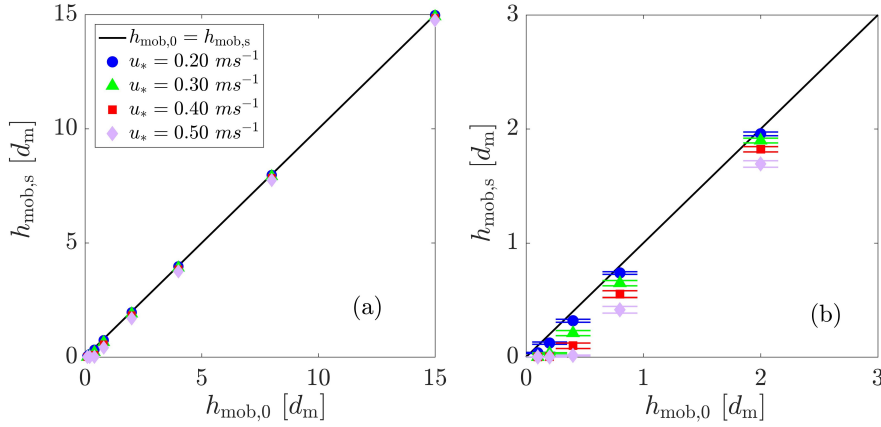 15
10
5
0
h_mob,s [d_m]
h_mob,0 = h_mob,s
u_* = 0.20 ms^−1
u_* = 0.30 ms^−1
u_* = 0.40 ms^−1
u_* = 0.50 ms^−1
(a)
0 5 10 15
h_mob,0 [d_m]
3
2
1
0
h_mob,s [d_m]
(b)
0 1 2 3
h_mob,0 [d_m]